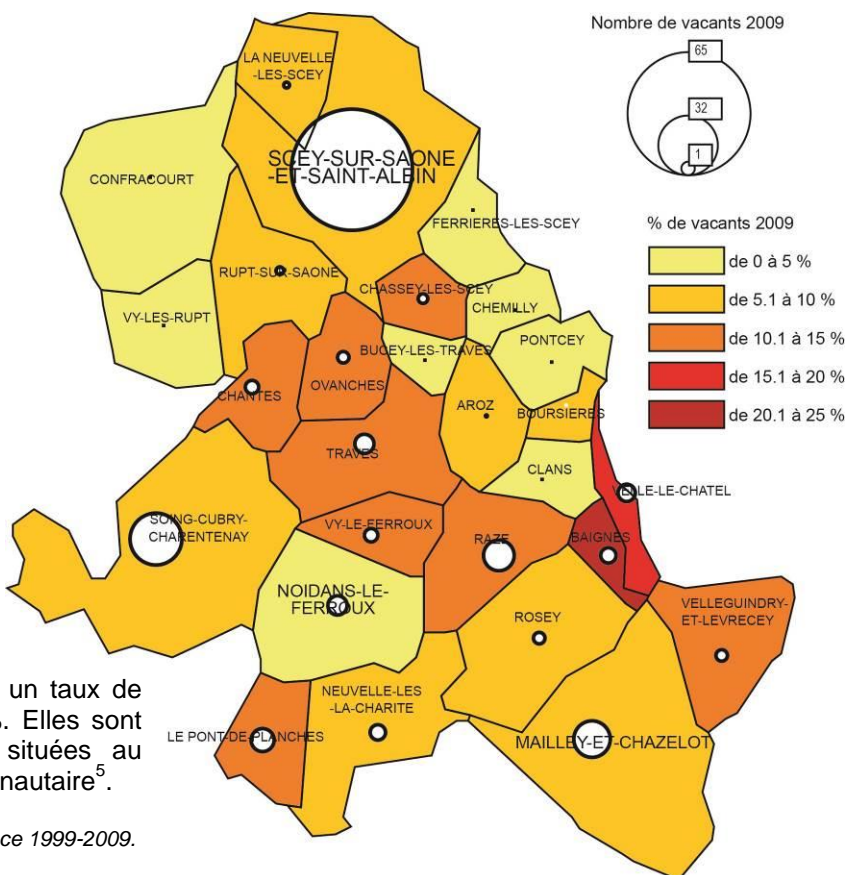 Nombre de vacants 2009
65
32
1
% de vacants 2009
de 0 à 5 %
de 5.1 à 10 %
de 10.1 à 15 %
de 15.1 à 20 %
de 20.1 à 25 %
LA NEUVELLE
-LES-SCEY
SCEY-SUR-SAONE
-ET-SAINT-ALBIN
CONFRACOURT
FERRIERES-LES-SCEY
RUPT-SUR-SAONE
CHASSEY-LES-SCEY
CHEMILLY
VY-LES-RUPT
BUCEY-LES-TRAVES
PONTCEY
OVANCHES
CHANTES
AROZ
BOURSIERES
TRAVES
CLANS
VELLE-LE-CHATEL
SOING-CUBRY-
CHARENTENAY
VY-LE-FERROUX
RAZE
BAIGNES
NOIDANS-LE-
FERROUX
ROSEY
VELLEGUINDRY-
ET-LEVRECEY
NEUVELLE-LES
-LA-CHARITE
LE PONT-DE-PLANCHES
MAILLEY-ET-CHAZELOT
un taux de
Elles sont
situées au
nautaire⁵.
ce 1999-2009.